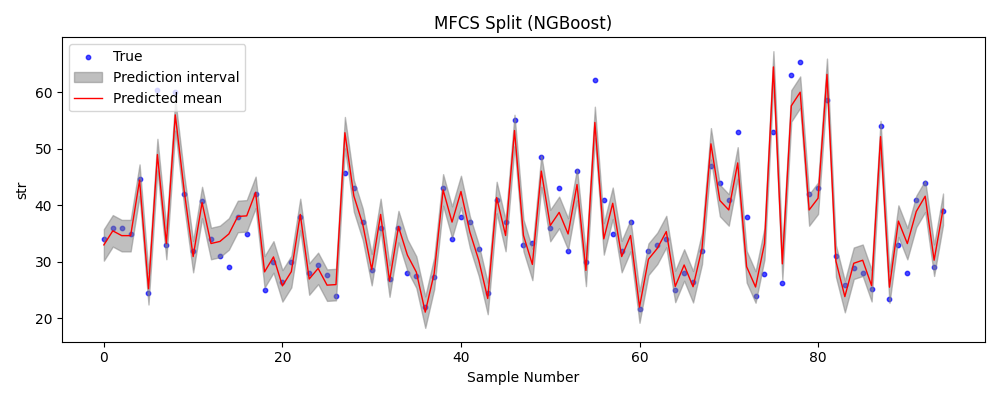 MFCS Split (NGBoost)
True
Prediction interval
Predicted mean
str
60
50
40
30
20
0 20 40 60 80
Sample Number